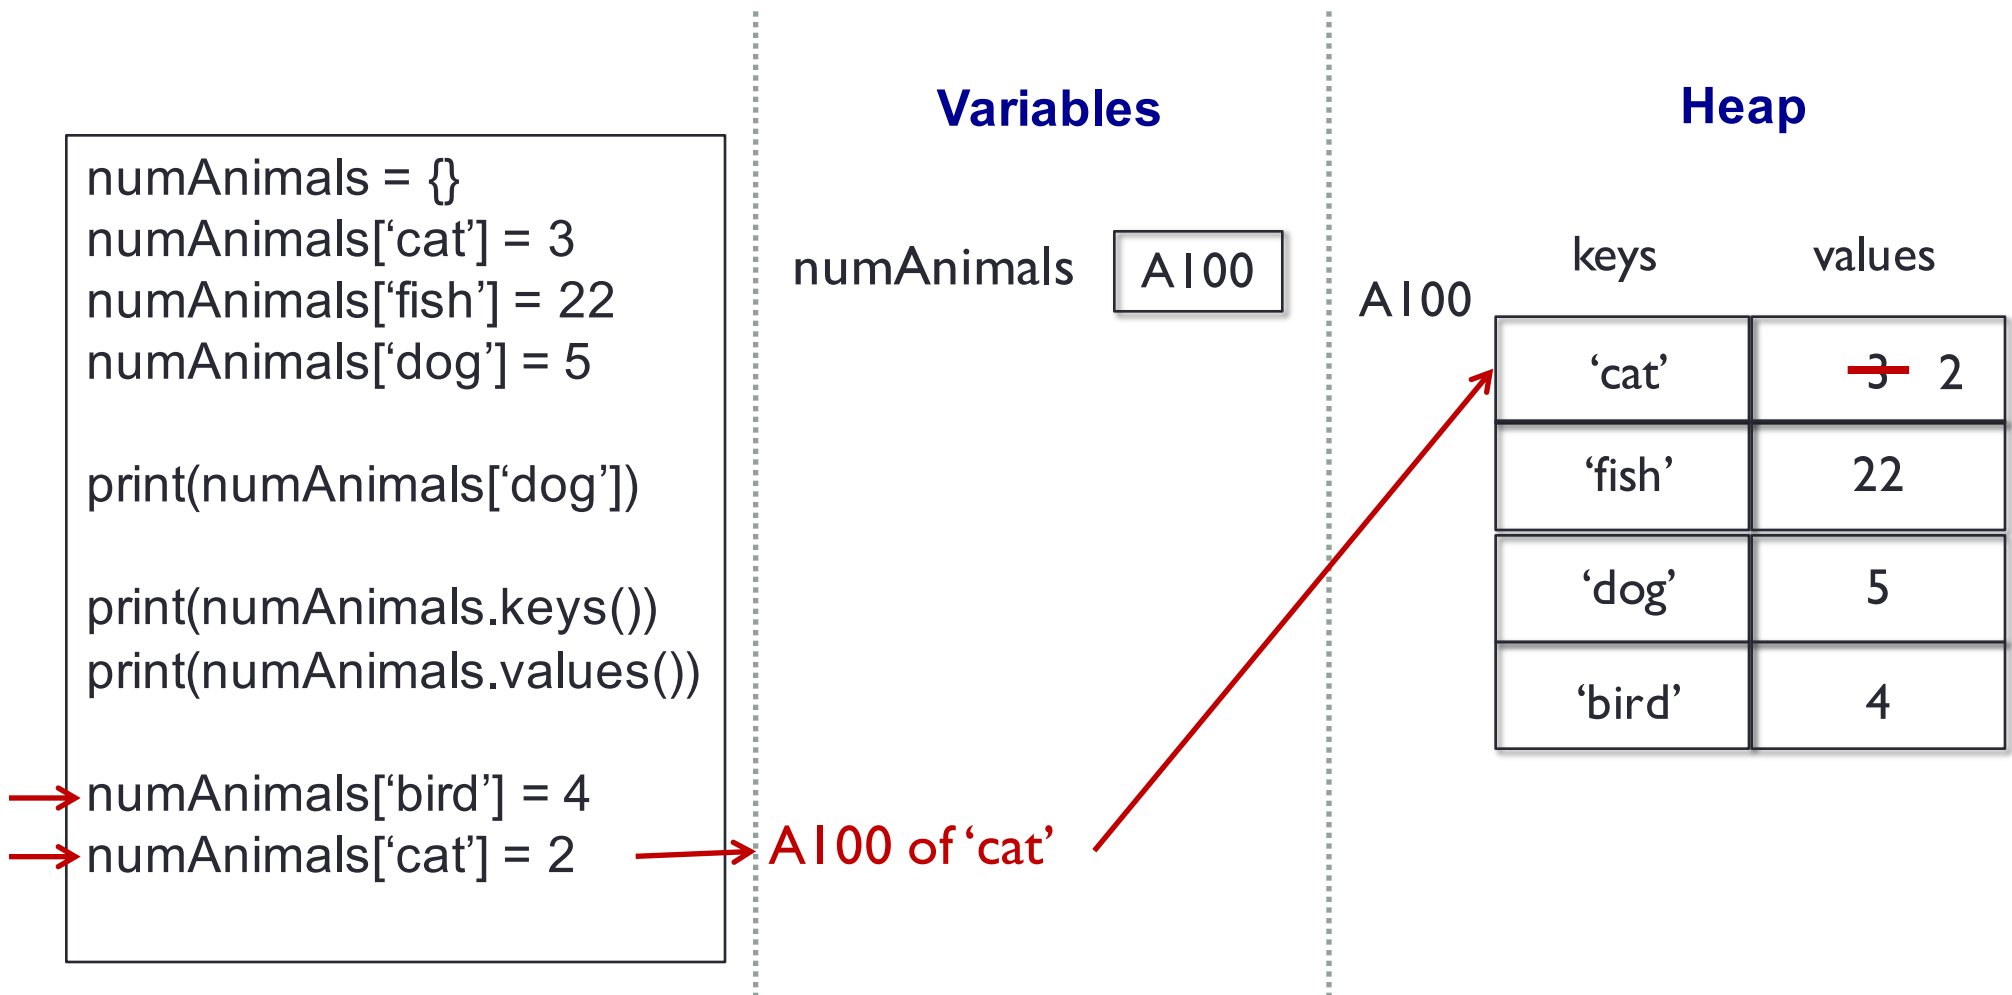 numAnimals = {}
numAnimals[‘cat’] = 3
numAnimals[‘fish’] = 22
numAnimals[‘dog’] = 5
print(numAnimals[‘dog’])
print(numAnimals.keys())
print(numAnimals.values())
numAnimals[‘bird’] = 4
numAnimals[‘cat’] = 2
Variables
numAnimals A100
A100 of ‘cat’
Heap
keys values
A100
‘cat’ 3 2
‘fish’ 22
‘dog’ 5
‘bird’ 4